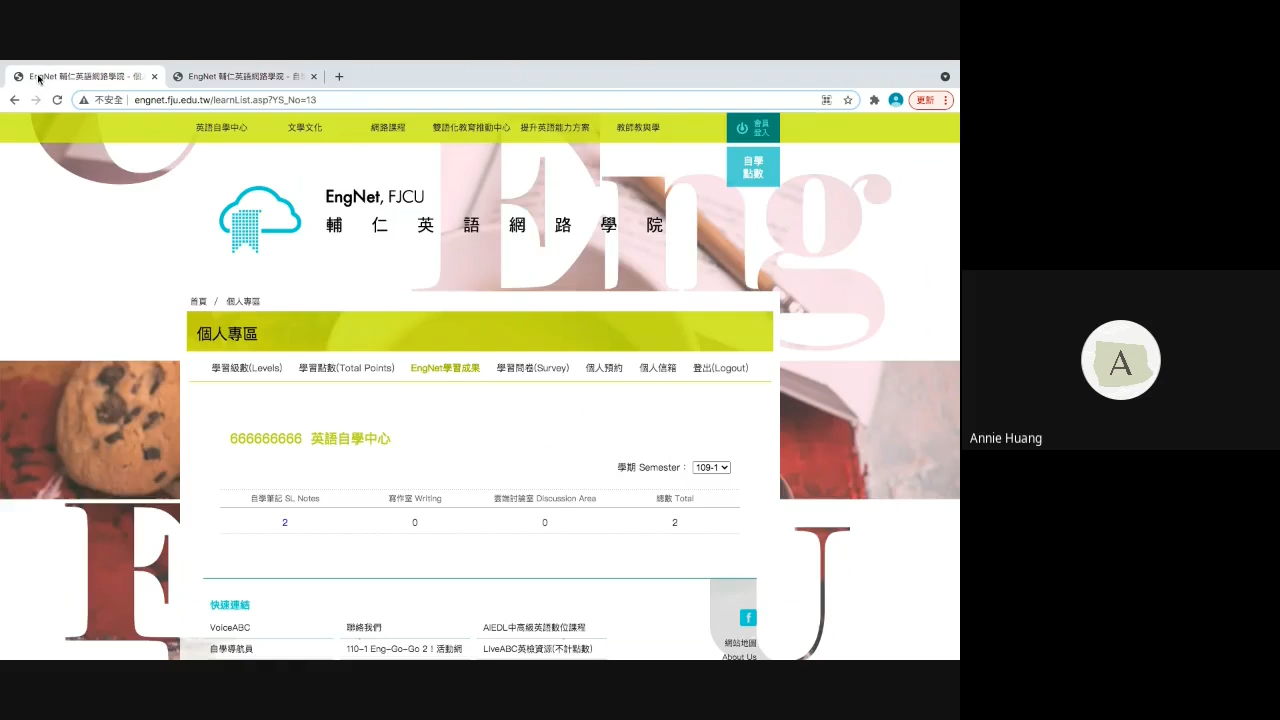 EngNet 輔仁英語網路學院 - 個
EngNet 輔仁英語網路學院 - 自
不安全
engnet.fju.edu.tw/learnList.asp?YS_No=13
更新
英語自學中心
文學文化
網路課程
雙語化教育推動中心
提升英語能力方案
教師教與學
會員
登入
自學
點數
EngNet, FJCU
輔仁英語網路學院
Eng
首頁 / 個人專區
個人專區
學習級數(Levels)
學習點數(Total Points)
EngNet學習成果
學習問卷(Survey)
個人預約
個人信箱
登出(Logout)
666666666 英語自學中心
學期 Semester： 109-1
自學筆記 SL Notes
寫作室 Writing
雲端討論室 Discussion Area
總數 Total
2
0
0
2
快速連結
VoiceABC
聯絡我們
AIEDL中高級英語數位課程
自學導航員
110-1 Eng-Go-Go 2！活動網
LiveABC英檢資源(不計點數)
f
網站地圖
About Us
A
Annie Huang